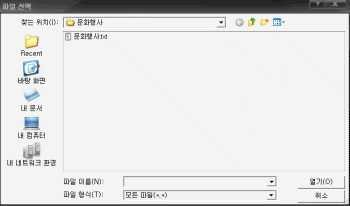 파일 선택
찾는 위치(I):
문화행사
문화행사.txt
Recent
바탕 화면
내 문서
내 컴퓨터
내 네트워크 환경
파일 이름(N):
열기(O)
파일 형식(T):
모든 파일(*.*)
취소